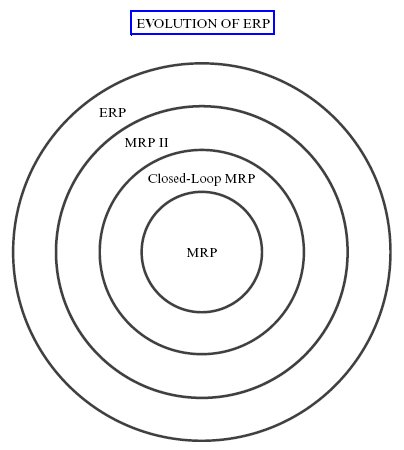 EVOLUTION OF ERP
ERP
MRP II
Closed-Loop MRP
MRP